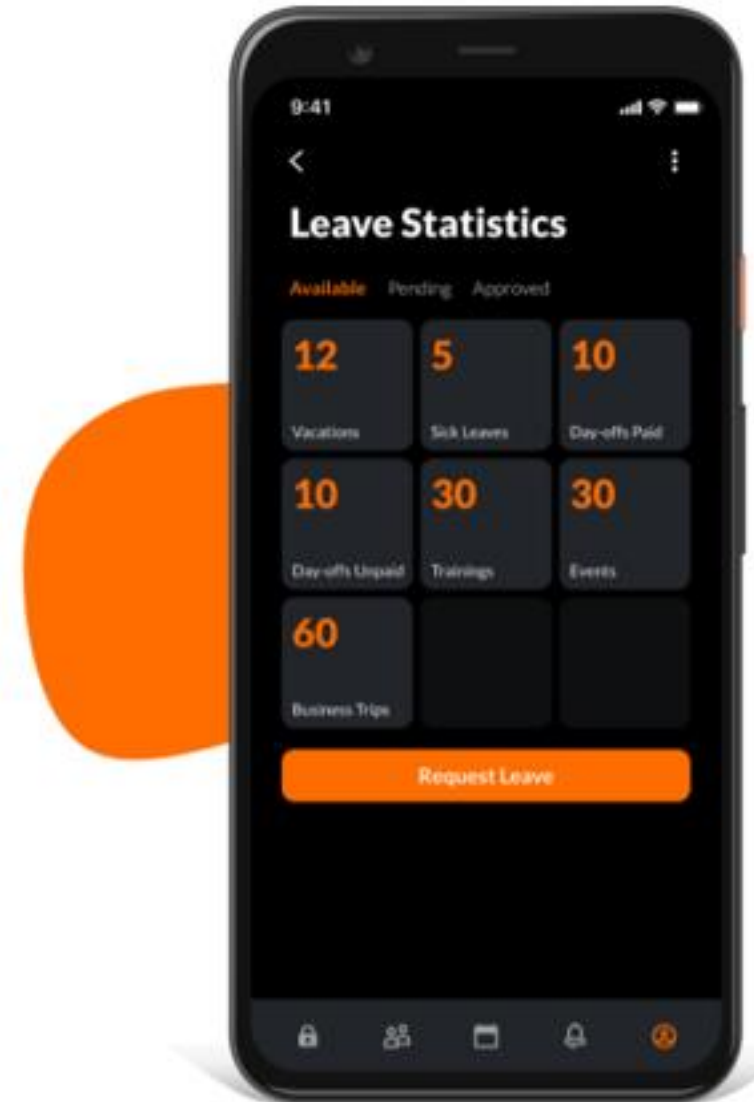 9:41
Leave Statistics
Available Pending Approved
12 5 10
Vacations Sick Leaves Day-offs Paid
10 30 30
Day-offs Unpaid Trainings Events
60
Business Trips
Request Leave